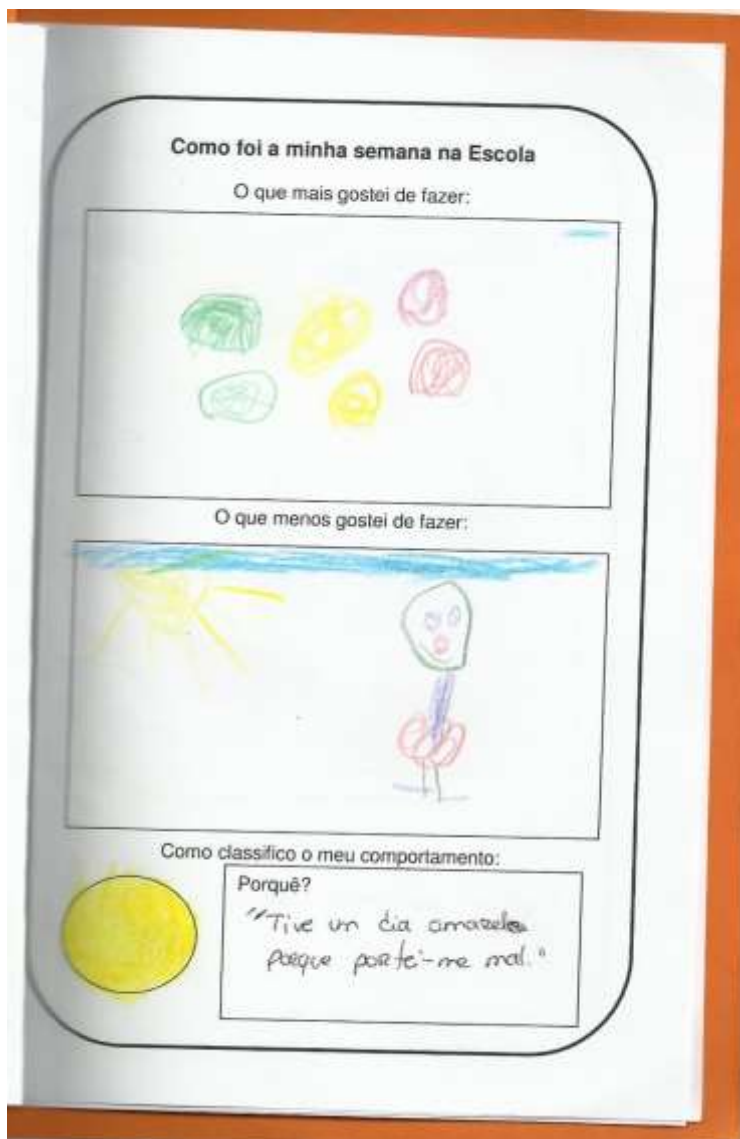 Como foi a minha semana na Escola
O que mais gostei de fazer:
O que menos gostei de fazer:
Como classifico o meu comportamento:
Porquê?
"Tive um dia amarelo
porque portei-me mal."